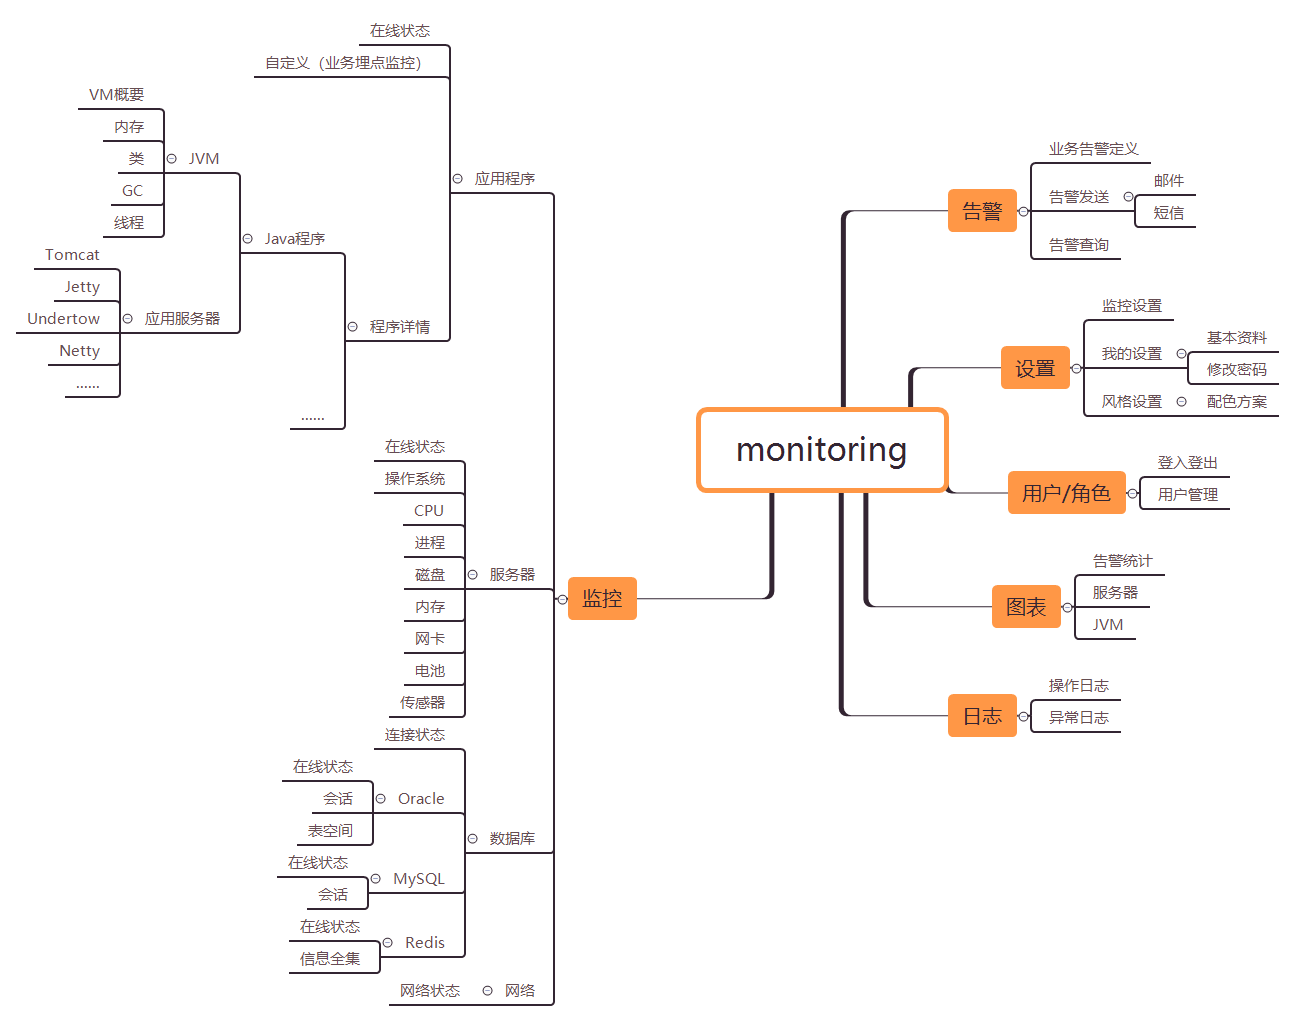 monitoring
告警
业务告警定义
告警发送
邮件
短信
告警查询
设置
监控设置
我的设置
基本资料
修改密码
风格设置
配色方案
用户/角色
登入登出
用户管理
图表
告警统计
服务器
JVM
日志
操作日志
异常日志
监控
应用程序
在线状态
自定义（业务埋点监控）
程序详情
Java程序
JVM
VM概要
内存
类
GC
线程
应用服务器
Tomcat
Jetty
Undertow
Netty
......
......
服务器
在线状态
操作系统
CPU
进程
磁盘
内存
网卡
电池
传感器
数据库
连接状态
Oracle
在线状态
会话
表空间
MySQL
在线状态
会话
Redis
在线状态
信息全集
网络
网络状态